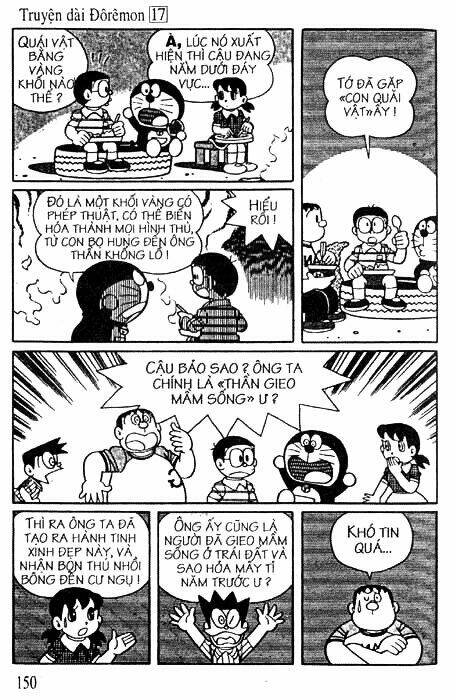 Truyện dài Đôrêmon 17
QUÁI VẬT
BẰNG
VÀNG
KHỐI NÀO
THẾ ?
À, LÚC NÓ XUẤT
HIỆN THÌ CẬU ĐANG
NẰM DƯỚI ĐÁY
VỰC...
TỚ ĐÃ GẶP
«CON QUÁI
VẬT»ẤY !
ĐÓ LÀ MỘT KHỐI VÀNG CÓ
PHÉP THUẬT, CÓ THỂ BIẾN
HÓA THÀNH MỌI HÌNH THÙ,
TỪ CON BỌ HUNG ĐẾN ÔNG
THẦN KHỔNG LỒ !
HIỂU
RỒI !
CẬU BẢO SAO ? ÔNG TA
CHÍNH LÀ «THẦN GIEO
MẦM SỐNG» Ư ?
THÌ RA ÔNG TA ĐÃ
TẠO RA HÀNH TINH
XINH ĐẸP NÀY, VÀ
NHÂN BỌN THÚ NHỒI
BÔNG ĐẾN CƯ NGỤ !
ÔNG ẤY CŨNG LÀ
NGƯỜI ĐÃ GIEO MẦM
SỐNG Ở TRÁI ĐẤT VÀ
SAO HỎA MẤY TỈ
NĂM TRƯỚC Ư ?
KHÓ TIN
QUÁ...
150